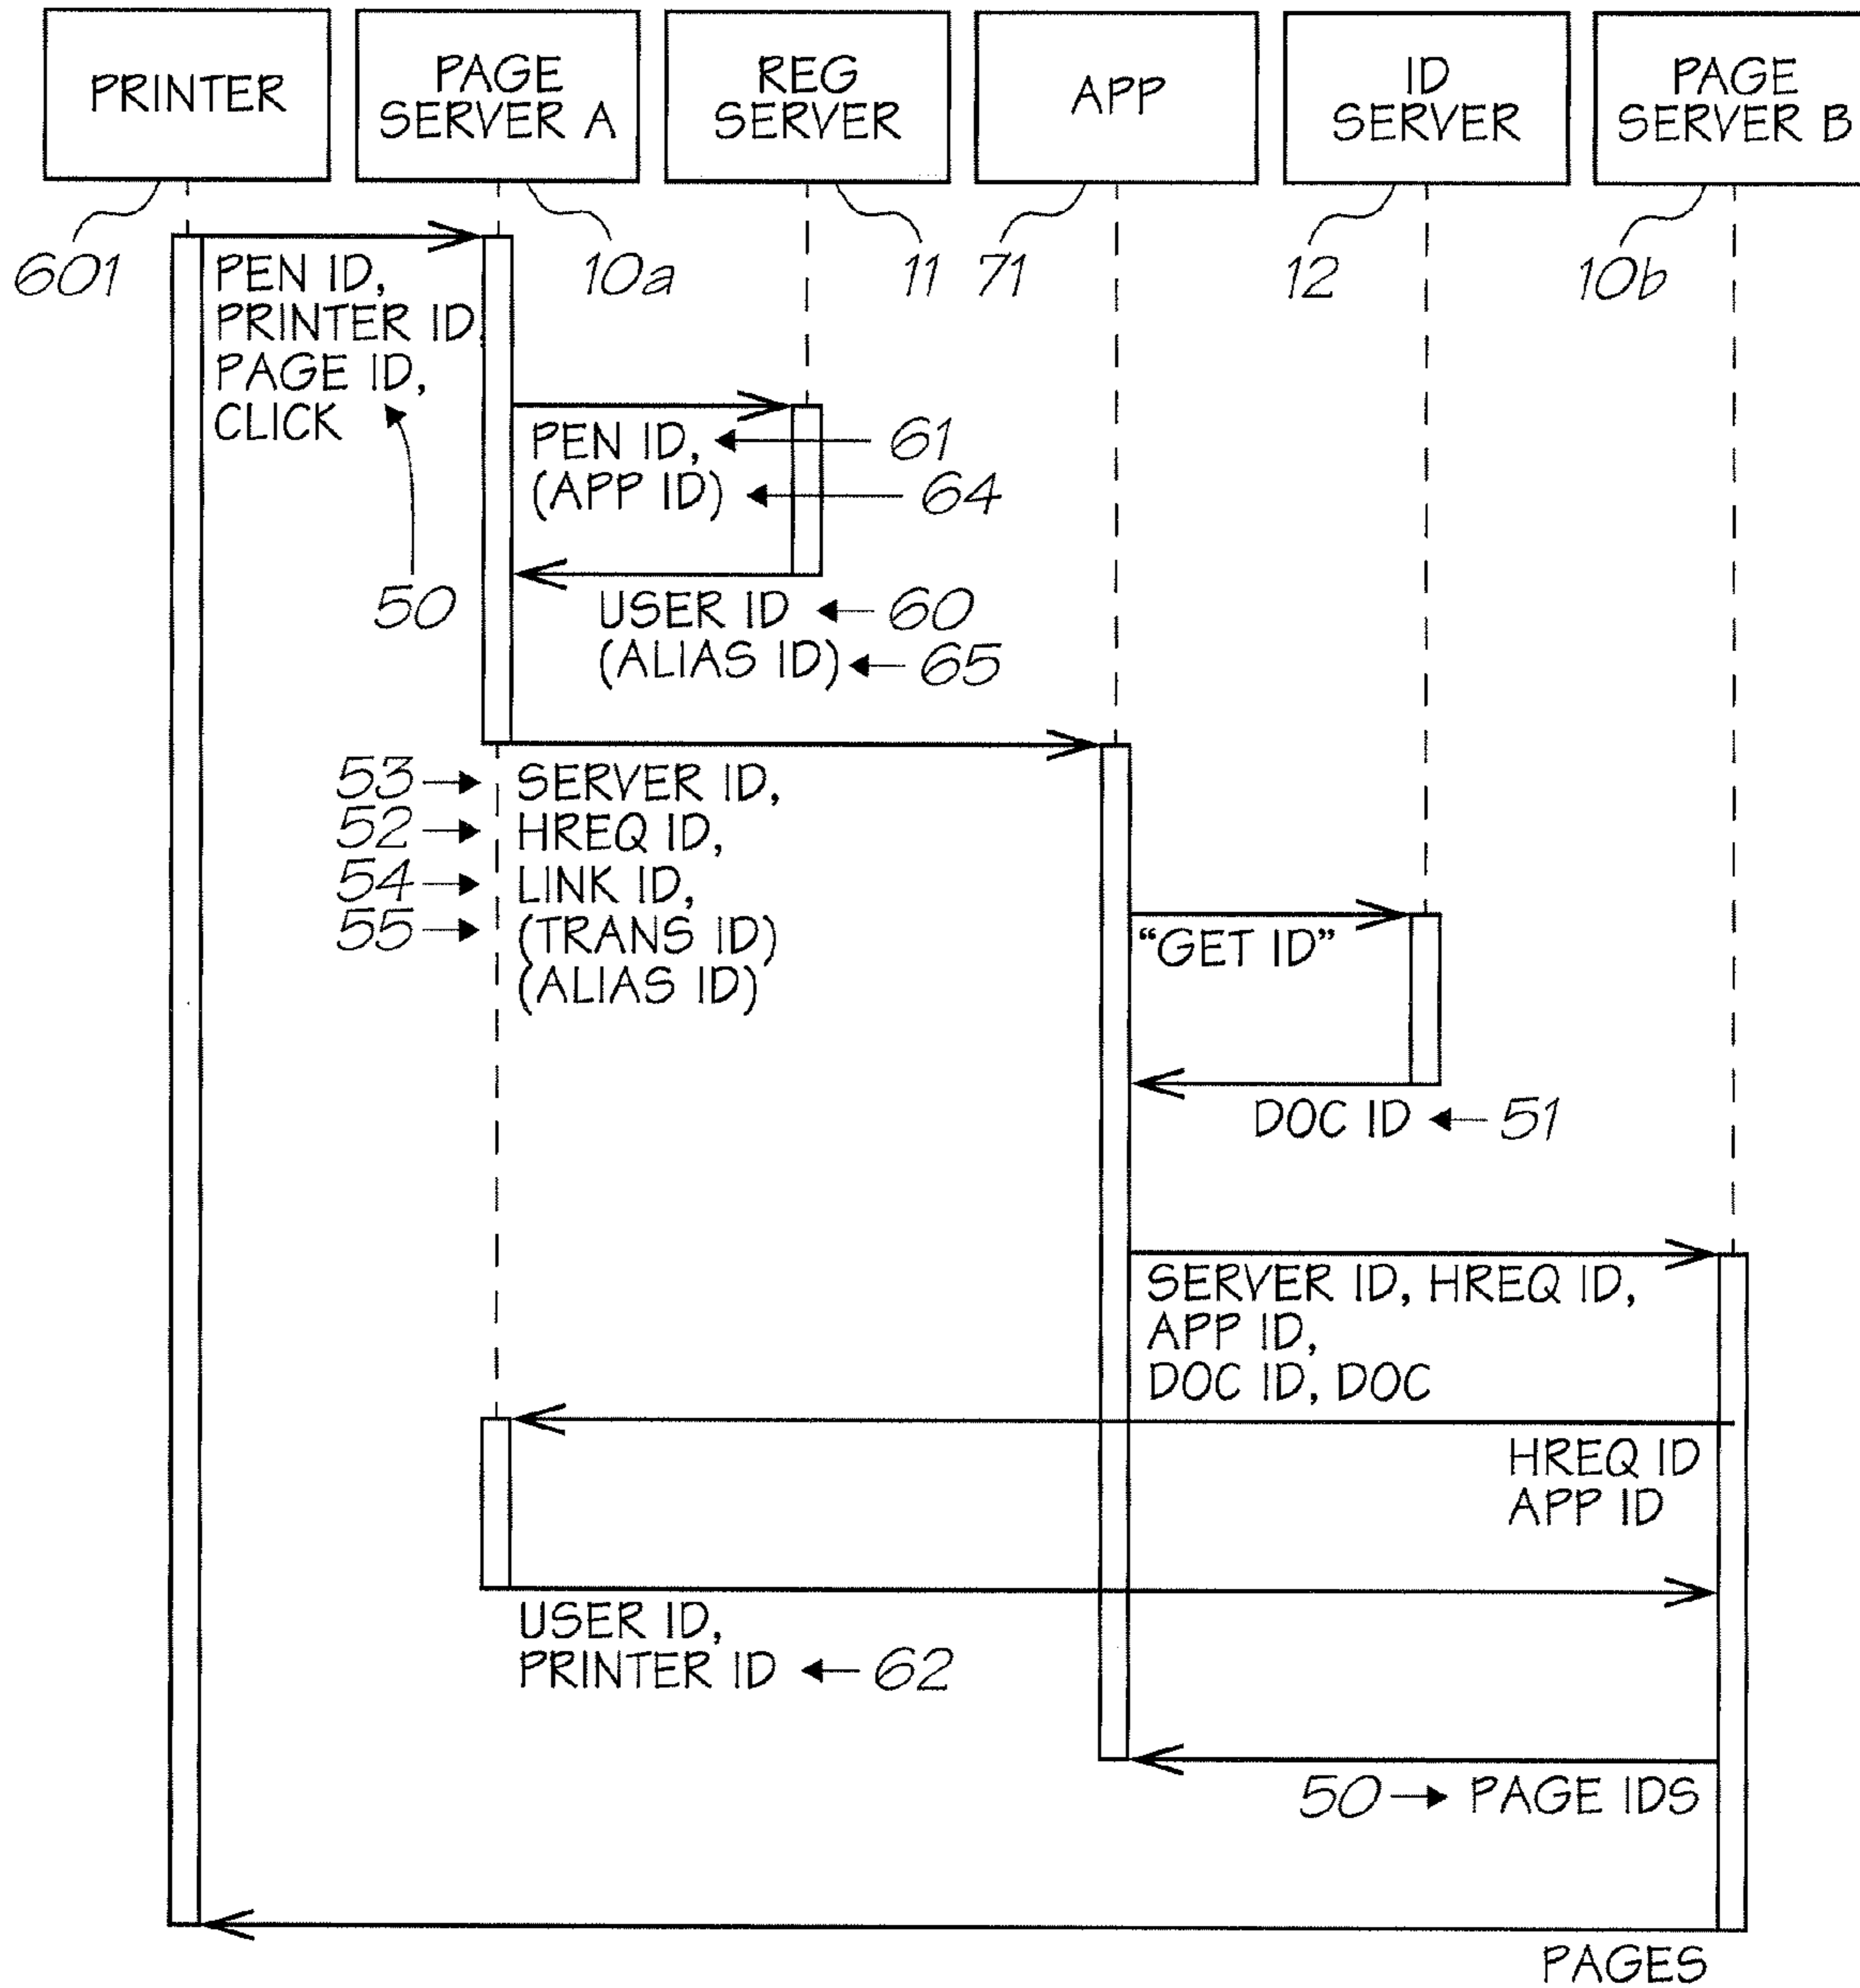 PRINTER
PAGE
SERVER A
REG
SERVER
APP
ID
SERVER
PAGE
SERVER B
601
10a
11
71
12
10b
PEN ID,
PRINTER ID
PAGE ID,
CLICK
50
PEN ID,
61
(APP ID)
64
USER ID
60
(ALIAS ID)
65
53
SERVER ID,
52
HREQ ID,
54
LINK ID,
55
(TRANS ID)
(ALIAS ID)
“GET ID”
DOC ID
51
SERVER ID, HREQ ID,
APP ID,
DOC ID, DOC
HREQ ID
APP ID
USER ID,
PRINTER ID
62
50
PAGE IDS
PAGES